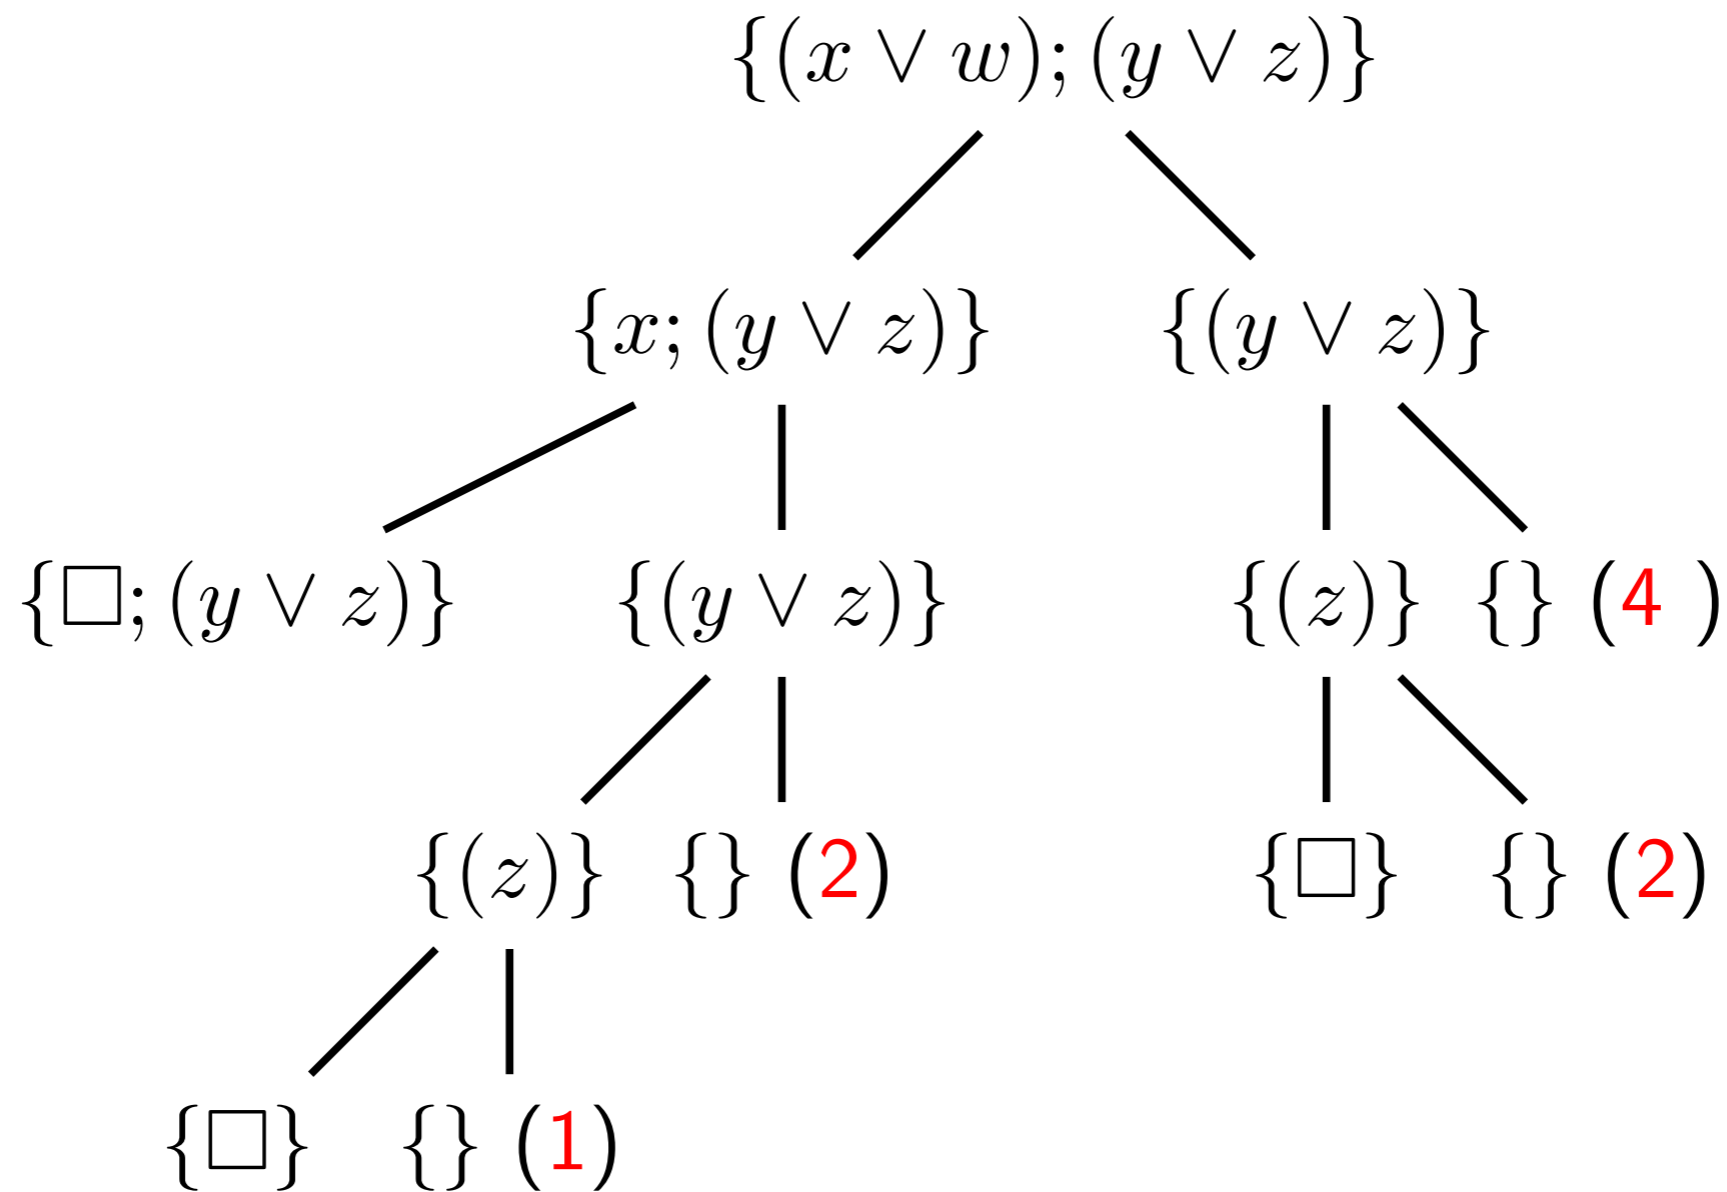 {(x ∨ w); (y ∨ z)}
{x; (y ∨ z)} {(y ∨ z)}
{□; (y ∨ z)} {(y ∨ z)} {(z)} {} (4 )
{(z)} {} (2) {□} {} (2)
{□} {} (1)